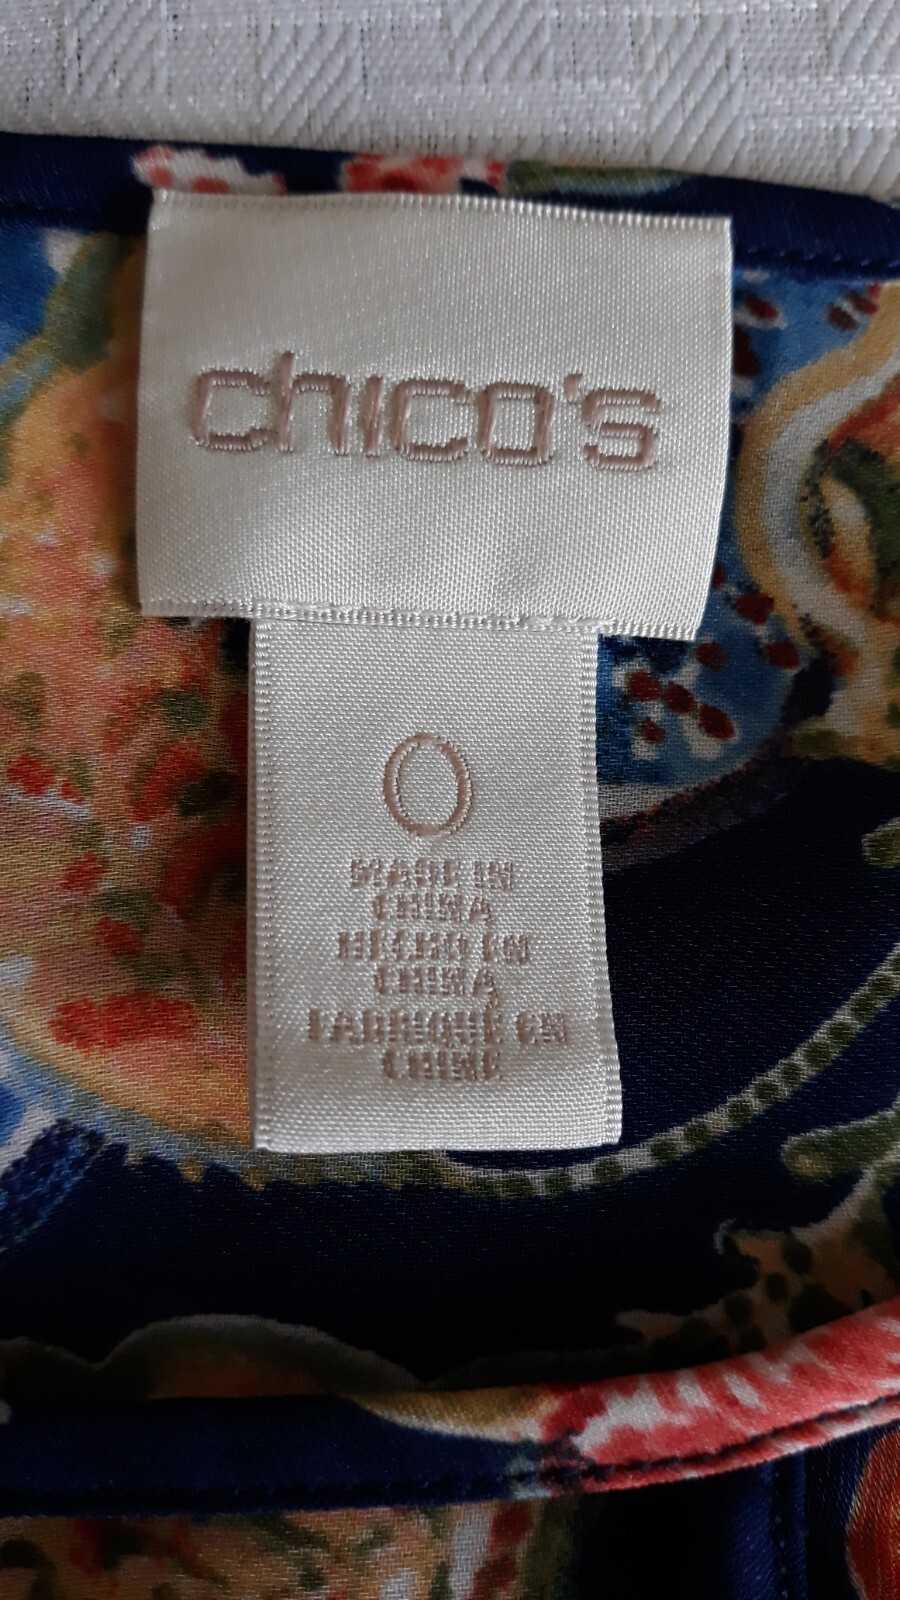 chico's
0
MADE IN
CHINA
HECHO EN
CHINA
FABRIQUÉ EN
CHINE